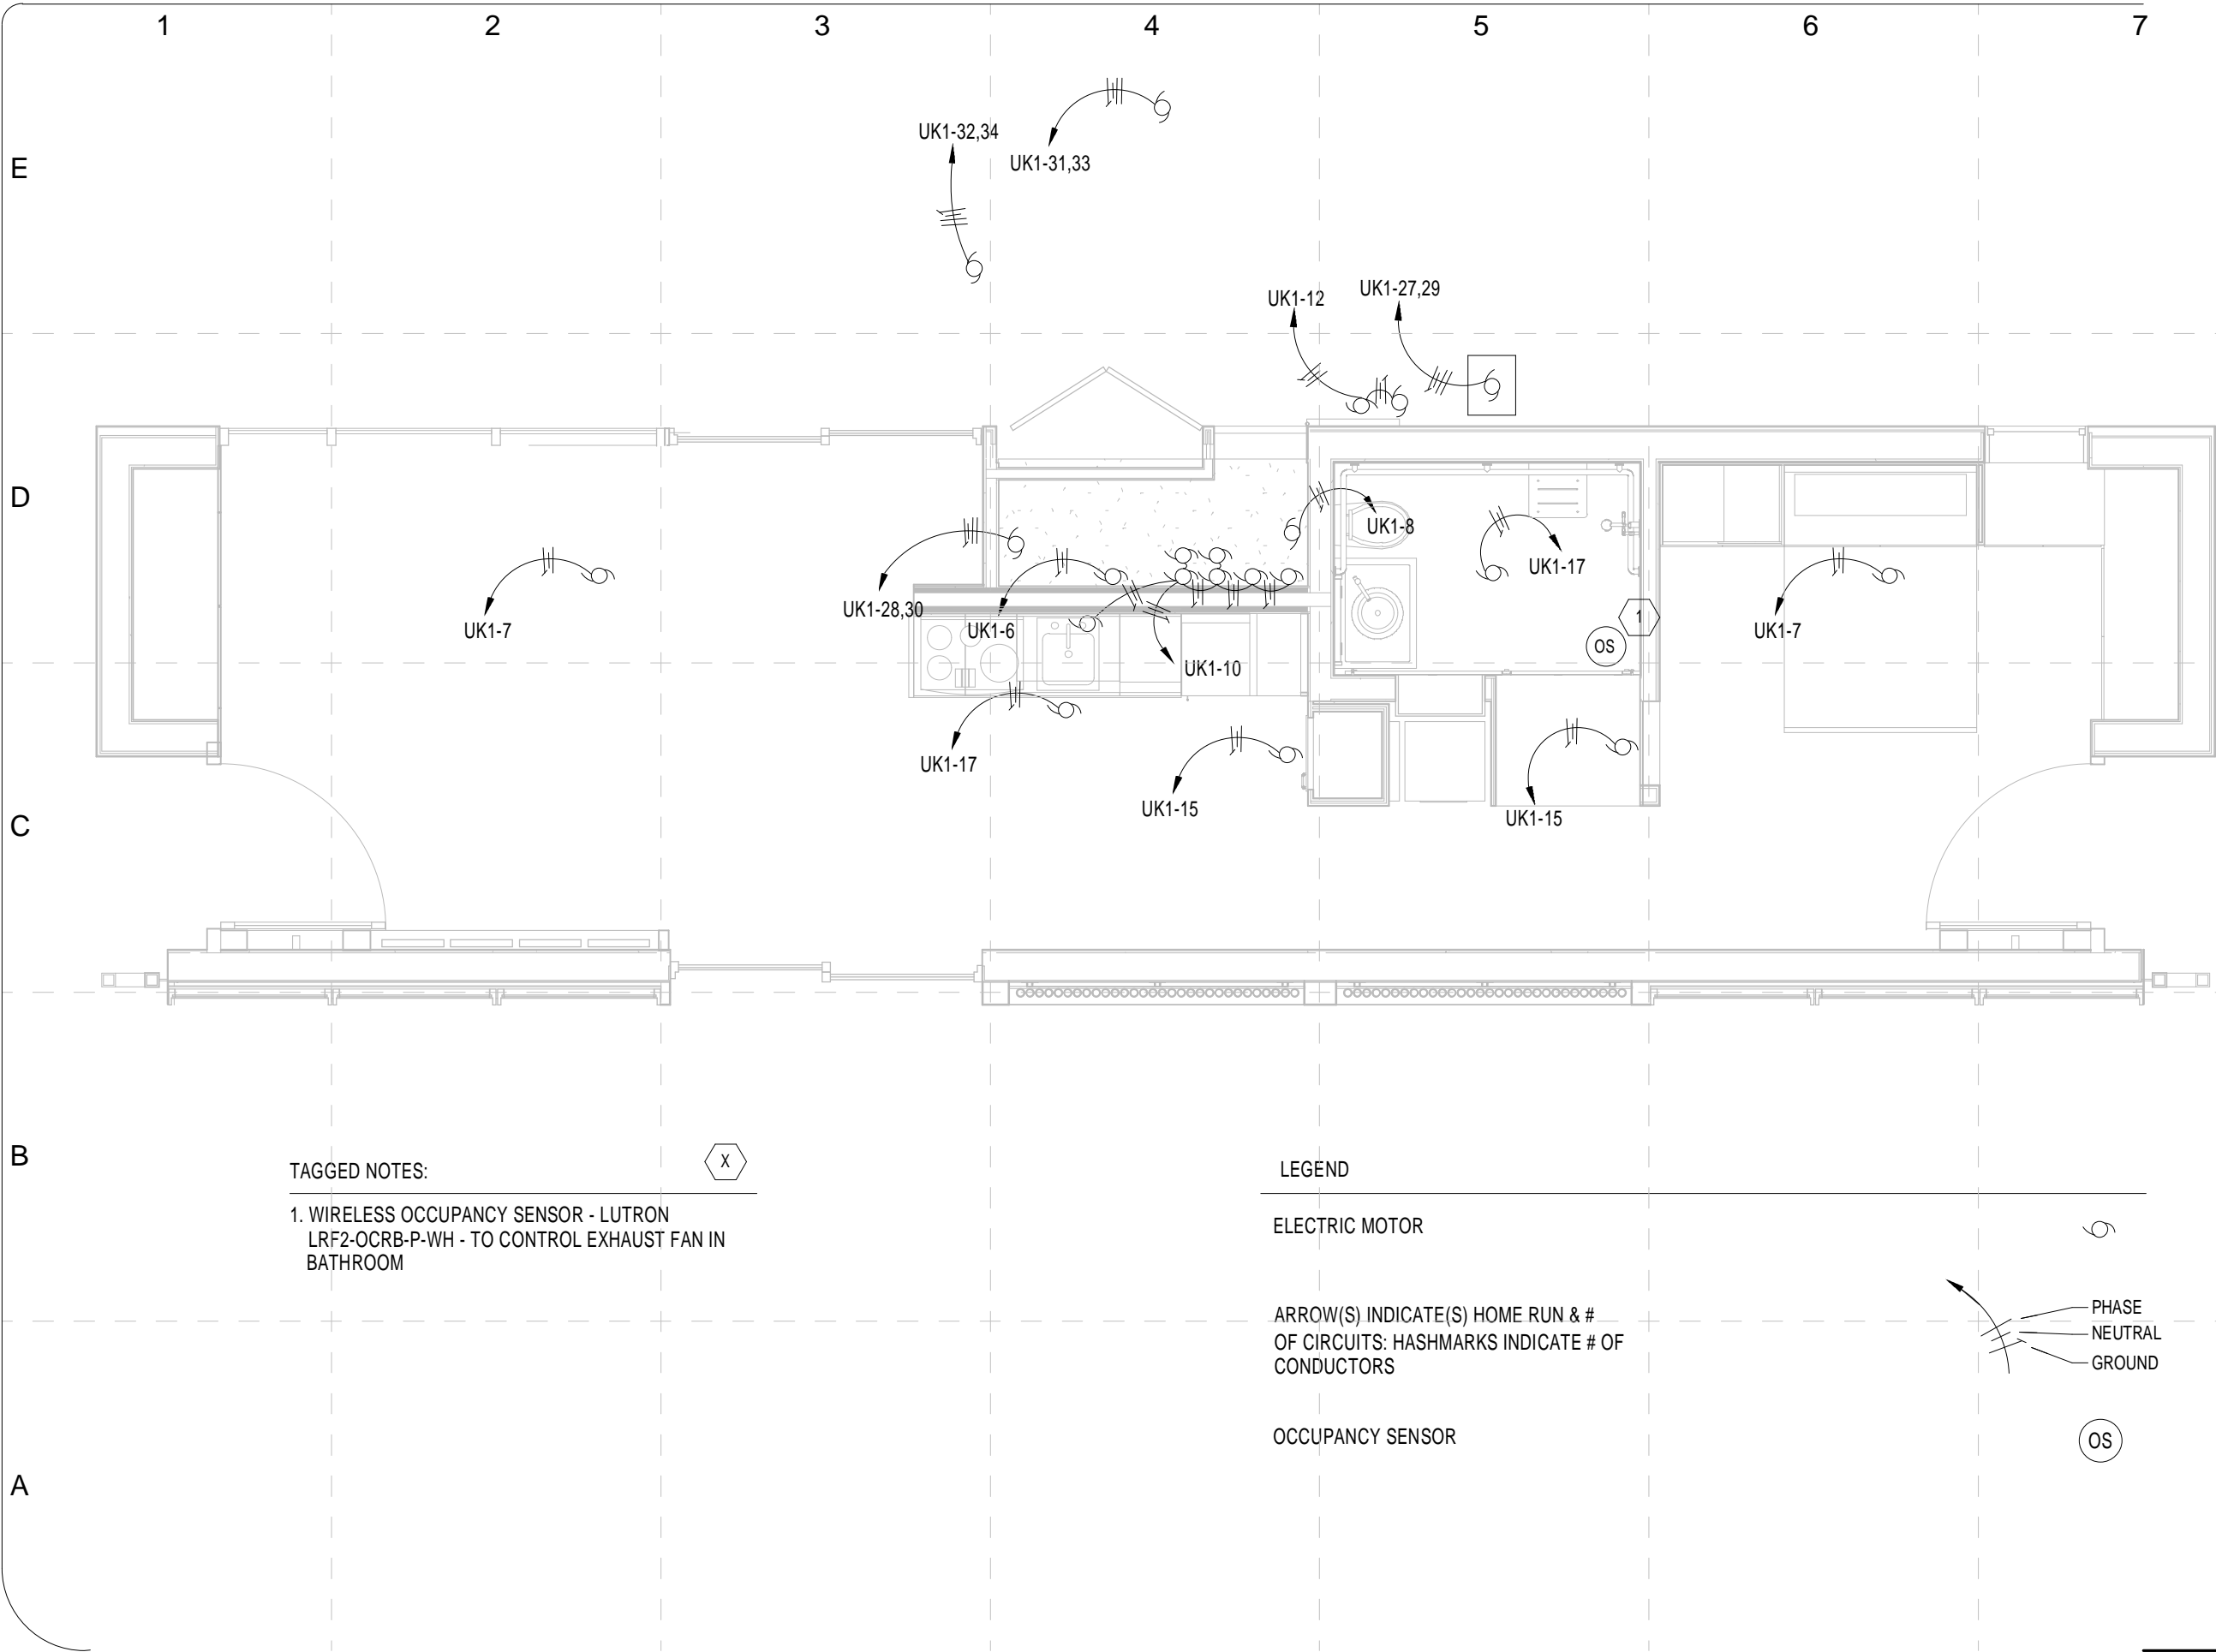 1 2 3 4 5 6 7
E
UK1-32,34
UK1-31,33
UK1-12
UK1-27,29
D
UK1-8
UK1-17
UK1-28,30
UK1-7
UK1-6
1
UK1-7
OS
UK1-10
UK1-17
UK1-15
UK1-15
C
B
TAGGED NOTES:
X
1. WIRELESS OCCUPANCY SENSOR - LUTRON
LRF2-OCRB-P-WH - TO CONTROL EXHAUST FAN IN
BATHROOM
LEGEND
ELECTRIC MOTOR
ARROW(S) INDICATE(S) HOME RUN & #
OF CIRCUITS: HASHMARKS INDICATE # OF
CONDUCTORS
PHASE
NEUTRAL
GROUND
OCCUPANCY SENSOR
OS
A